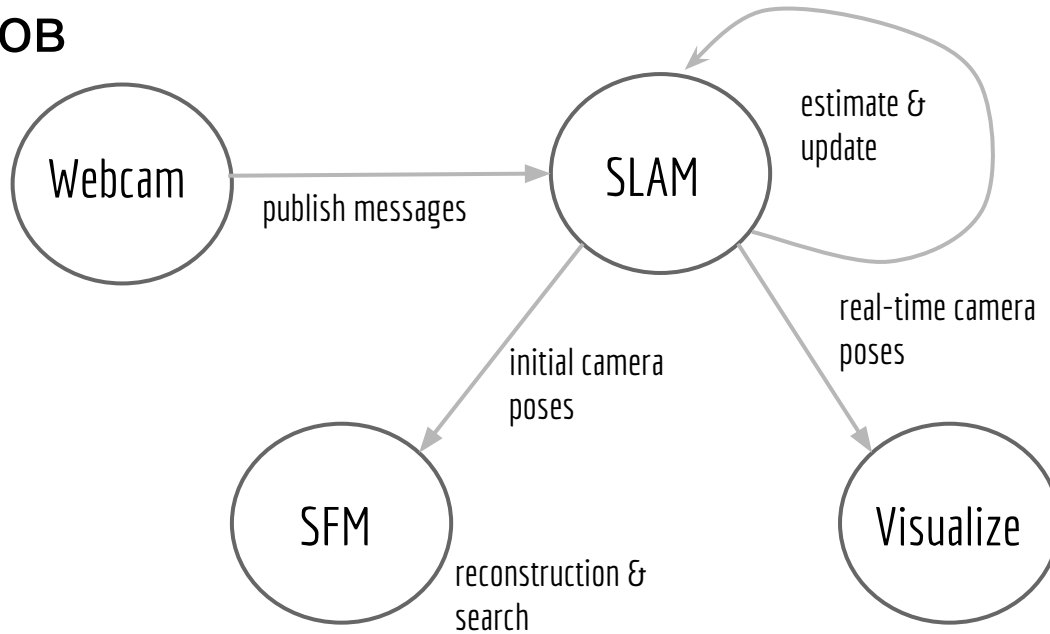 OB
Webcam
publish messages
SLAM
estimate &
update
real-time camera
poses
initial camera
poses
SFM
reconstruction &
search
Visualize